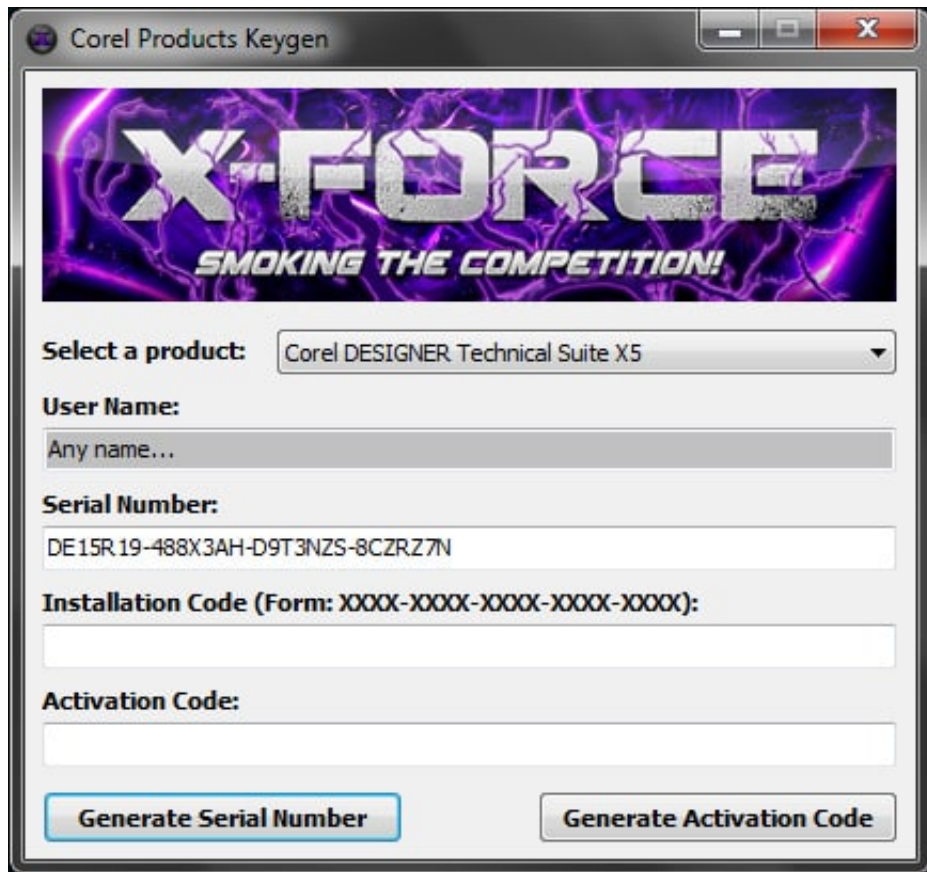 Corel Products Keygen
X-FORCE
SMOKING THE COMPETITION!
Select a product: Corel DESIGNER Technical Suite X5
User Name:
Any name...
Serial Number:
DE15R19-488X3AH-D9T3NZS-8CZRZ7N
Installation Code (Form: XXXX-XXXX-XXXX-XXXX-XXXX):
Activation Code:
Generate Serial Number Generate Activation Code